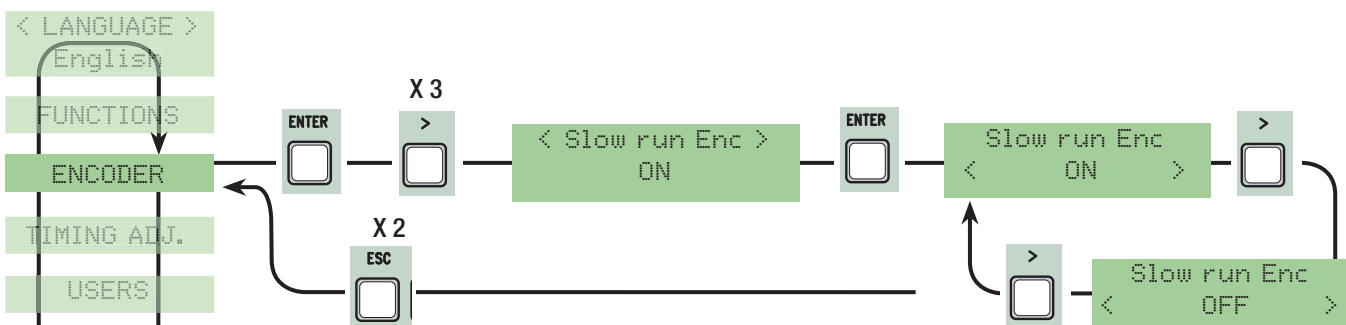 < LANGUAGE >
English
FUNCTIONS
ENCODER
TIMING ADJ.
USERS
ENTER
X 3
>
< Slow run Enc >
ON
ENTER
Slow run Enc
< ON >
>
X 2
ESC
>
Slow run Enc
< OFF >